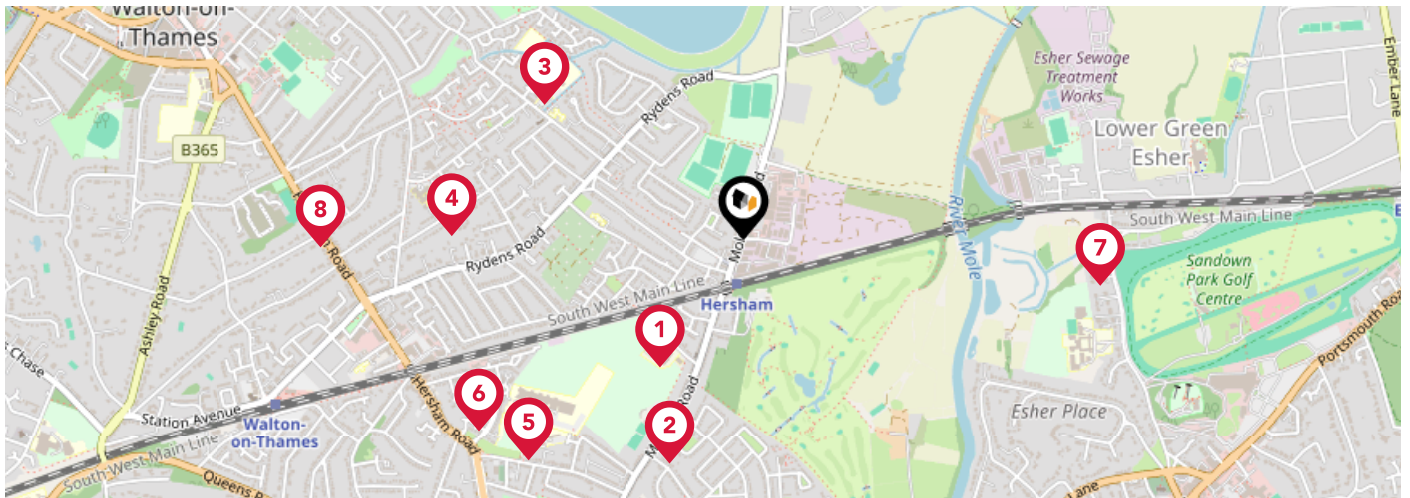 Walton-on-
Thames
3
Rydens Road
Esher Sewage
Treatment
Works
Ember Lane
Lower Green
Esher
B365
8
4
Road
Rydens Road
River Mole
South West Main Line
7
Sandown
Park Golf
Centre
South West Main Line
Hersham
Ashley Road
1
Portsmouth
Chase
Hersham Road
6
5
2
Road
Station Avenue
Walton-
on-Thames
Esher Place
South West Main Line
Queens
Lane